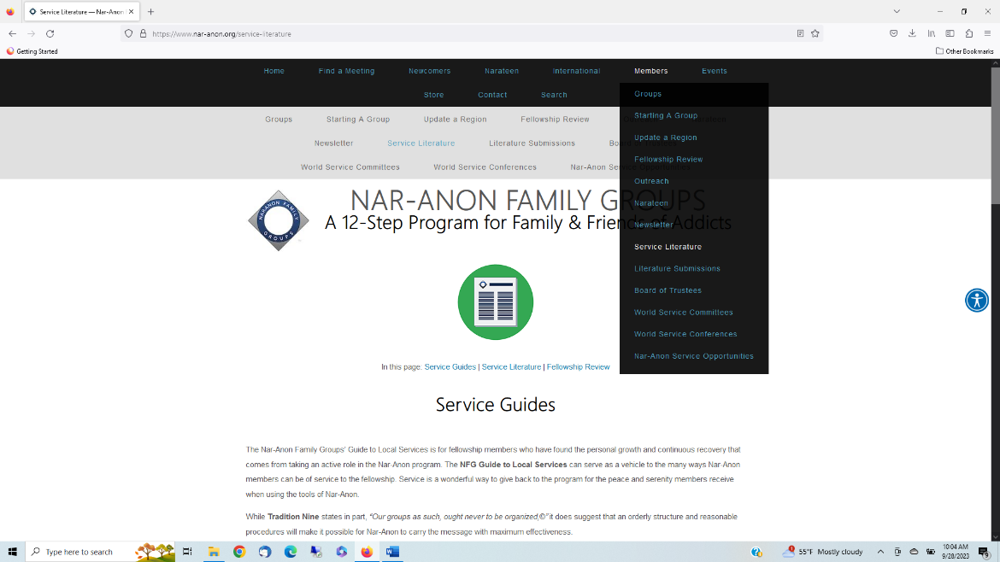 Service Literature — Nar-Anon
https://www.nar-anon.org/service-literature
Getting Started
Other Bookmarks
Home Find a Meeting Newcomers Narateen International Members Events
Store Contact Search
Groups
Starting A Group
Update a Region
Fellowship Review
Outreach
Narateen
Newsletter
Service Literature
Literature Submissions
Board of Trustees
World Service Committees
World Service Conferences
Nar-Anon Service Opportunities
Groups Starting A Group Update a Region Fellowship Review
Newsletter Service Literature Literature Submissions
World Service Committees World Service Conferences Nar-Anon Service Opportunities
NARANON FAMILY
GROUPS
NAR-ANON FAMILY GROUPS
A 12-Step Program for Family & Friends of Addicts
In this page: Service Guides | Service Literature | Fellowship Review
Service Guides
The Nar-Anon Family Groups' Guide to Local Services is for fellowship members who have found the personal growth and continuous recovery that
comes from taking an active role in the Nar-Anon program. The NFG Guide to Local Services can serve as a vehicle to the many ways Nar-Anon
members can be of service to the fellowship. Service is a wonderful way to give back to the program for the peace and serenity members receive
when using the tools of Nar-Anon.
While Tradition Nine states in part, “Our groups as such, ought never to be organized,©” it does suggest that an orderly structure and reasonable
procedures will make it possible for Nar-Anon to carry the message with maximum effectiveness.
Type here to search
1
55°F Mostly cloudy
10:04 AM
9/28/2023
9